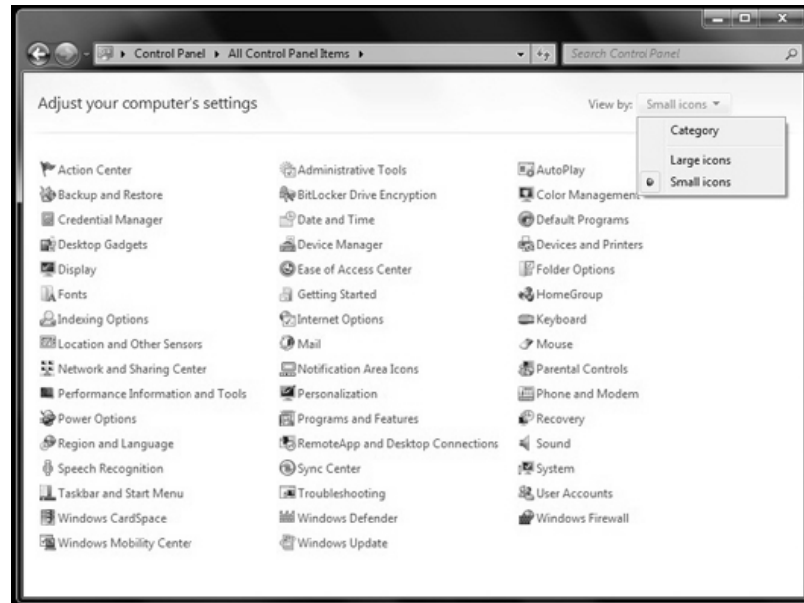 Control Panel All Control Panel Items Search Control Panel
Adjust your computer's settings View by: Small icons
Category
Large icons
Small icons
Action Center Administrative Tools AutoPlay
Backup and Restore BitLocker Drive Encryption Color Management
Credential Manager Date and Time Default Programs
Desktop Gadgets Device Manager Devices and Printers
Display Ease of Access Center Folder Options
Fonts Getting Started HomeGroup
Indexing Options Internet Options Keyboard
Location and Other Sensors Mail Mouse
Network and Sharing Center Notification Area Icons Parental Controls
Performance Information and Tools Personalization Phone and Modem
Power Options Programs and Features Recovery
Region and Language RemoteApp and Desktop Connections Sound
Speech Recognition Sync Center System
Taskbar and Start Menu Troubleshooting User Accounts
Windows CardSpace Windows Defender Windows Firewall
Windows Mobility Center Windows Update